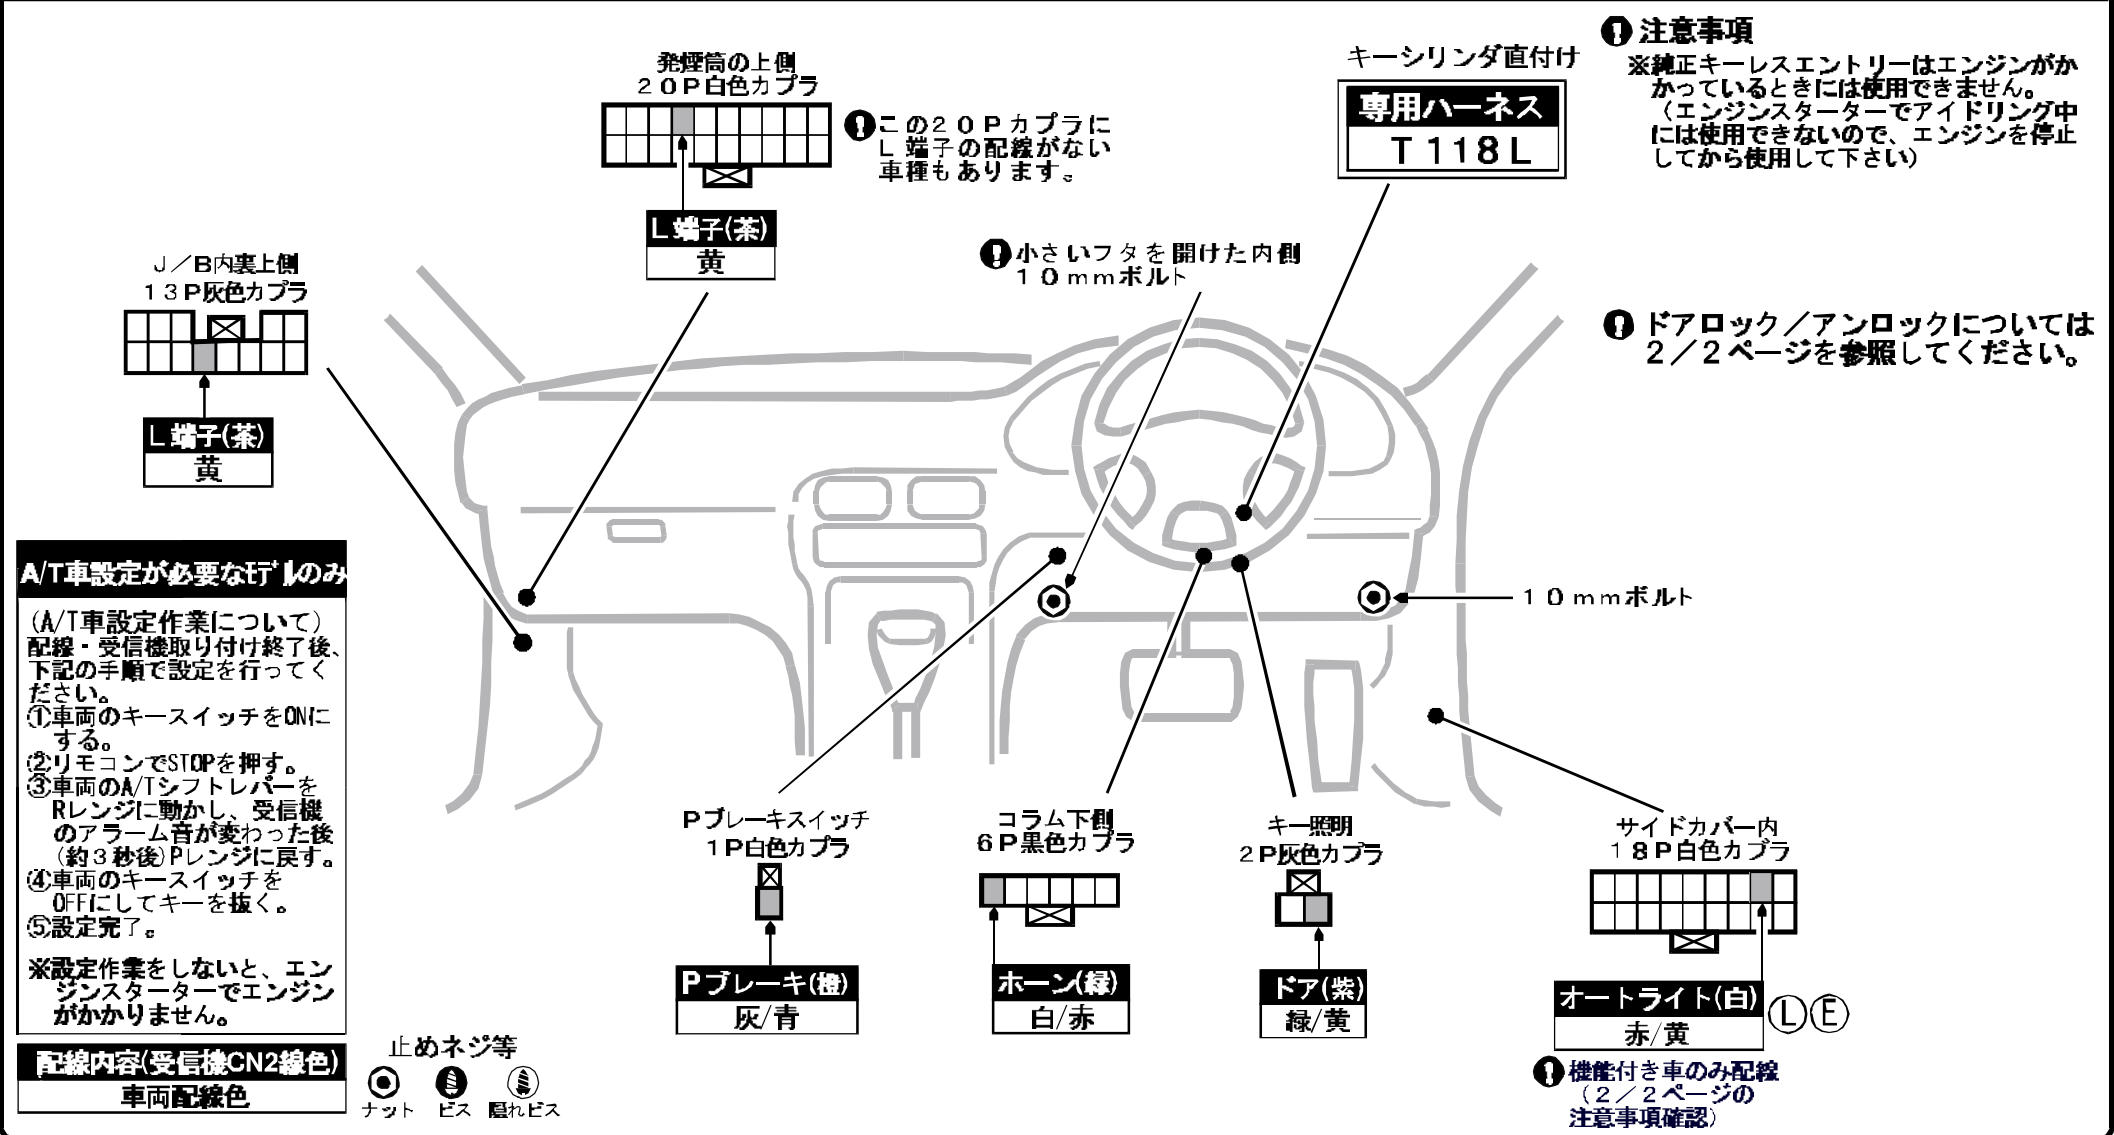 発煙筒の上側
２０Ｐ白色カプラ
❗この２０Ｐカプラに
Ｌ端子の配線がない
車種もあります。
Ｌ端子(茶)
黄
キーシリンダ直付け
専用ハーネス
Ｔ１１８Ｌ
❗注意事項
※純正キーレスエントリーはエンジンがか
かっているときには使用できません。
（エンジンスターターでアイドリング中
には使用できないので、エンジンを停止
してから使用して下さい）
Ｊ／Ｂ内裏上側
１３Ｐ灰色カプラ
Ｌ端子(茶)
黄
❗小さいフタを開けた内側
１０ｍｍボルト
❗ドアロック／アンロックについては
２／２ページを参照してください。
A/T車設定が必要なﾓﾃﾞﾙのみ
(A/T車設定作業について)
配線・受信機取り付け終了後、
下記の手順で設定を行ってく
ださい。
①車両のキースイッチをONに
する。
②リモコンでSTOPを押す。
③車両のA/Tシフトレバーを
Rレンジに動かし、受信機
のアラーム音が変わった後
(約３秒後)Pレンジに戻す。
④車両のキースイッチを
OFFにしてキーを抜く。
⑤設定完了。
※設定作業をしないと、エン
ジンスターターでエンジン
がかかりません。
配線内容(受信機CN2線色)
車両配線色
止めネジ等
ナット ビス 隠れビス
１０ｍｍボルト
Ｐブレーキスイッチ
１Ｐ白色カプラ
Ｐブレーキ(橙)
灰/青
コラム下側
６Ｐ黒色カプラ
ホーン(緑)
白/赤
キー照明
２Ｐ灰色カプラ
ドア(紫)
緑/黄
サイドカバー内
１８Ｐ白色カプラ
オートライト(白)
赤/黄
Ⓛ Ⓔ
❗機能付き車のみ配線
（２／２ページの
注意事項確認）